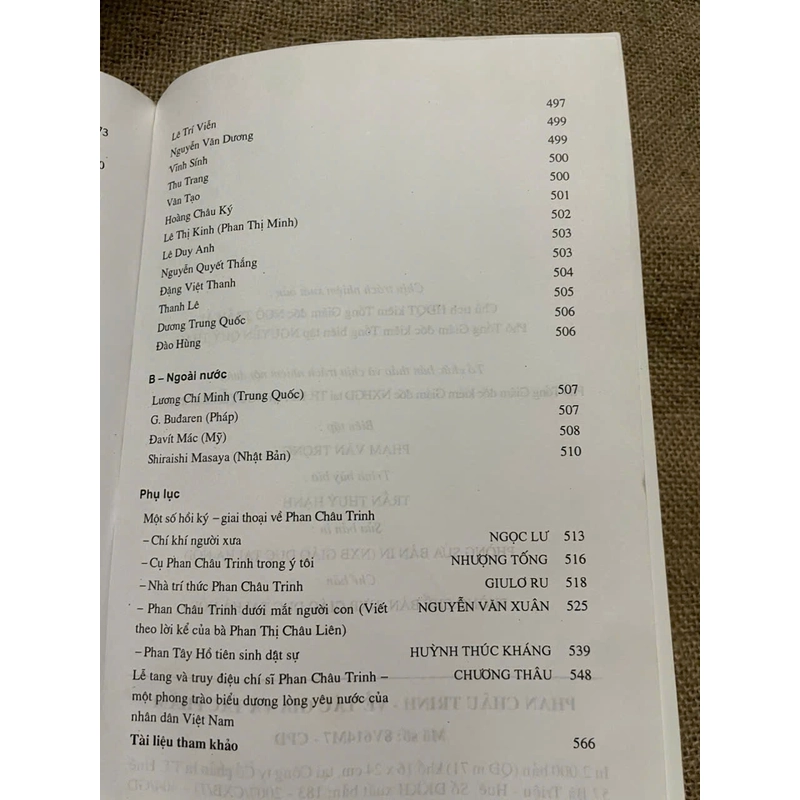 73
0
Lê Trí Viễn 497
Nguyễn Văn Dương 499
Vĩnh Sính 499
Thu Trang 500
Văn Tạo 500
Hoàng Châu Ký 501
Lê Thị Kinh (Phan Thị Minh) 502
Lê Duy Anh 503
Nguyễn Quyết Thắng 503
Đặng Việt Thanh 504
Thanh Lê 505
Dương Trung Quốc 506
Đào Hùng 506
B – Ngoài nước
Lương Chí Minh (Trung Quốc) 507
G. Buđaren (Pháp) 507
Đavít Mác (Mỹ) 508
Shiraishi Masaya (Nhật Bản) 510
Phụ lục
Một số hồi ký – giai thoại về Phan Châu Trinh
– Chí khí người xưa NGỌC LƯ 513
– Cụ Phan Châu Trinh trong ý tôi NHƯỢNG TỐNG 516
– Nhà trí thức Phan Châu Trinh GIULƠ RU 518
– Phan Châu Trinh dưới mắt người con (Viết NGUYỄN VĂN XUÂN 525
theo lời kể của bà Phan Thị Châu Liên)
– Phan Tây Hồ tiên sinh dật sự HUỲNH THÚC KHÁNG 539
Lễ tang và truy điệu chí sĩ Phan Châu Trinh – CHƯƠNG THÂU 548
một phong trào biểu dương lòng yêu nước của
nhân dân Việt Nam
Tài liệu tham khảo 566